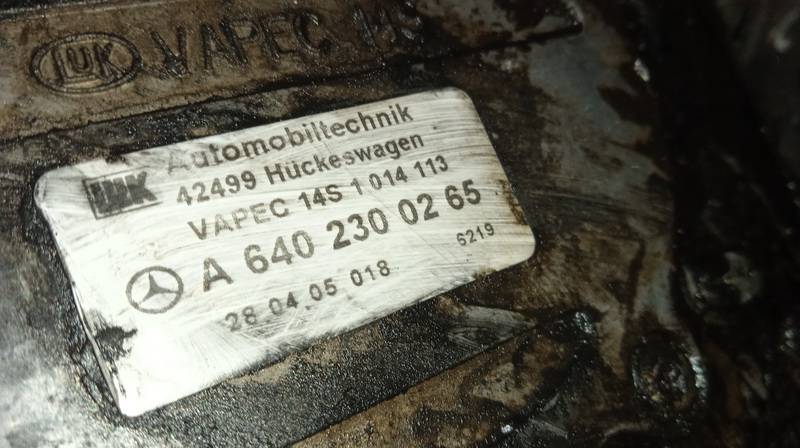 LUK VAPEC 14S
LUK Automobiltechnik
42499 Hückeswagen
VAPEC 14S 1 014 113
A 640 230 02 65
28 04 05 018 6219